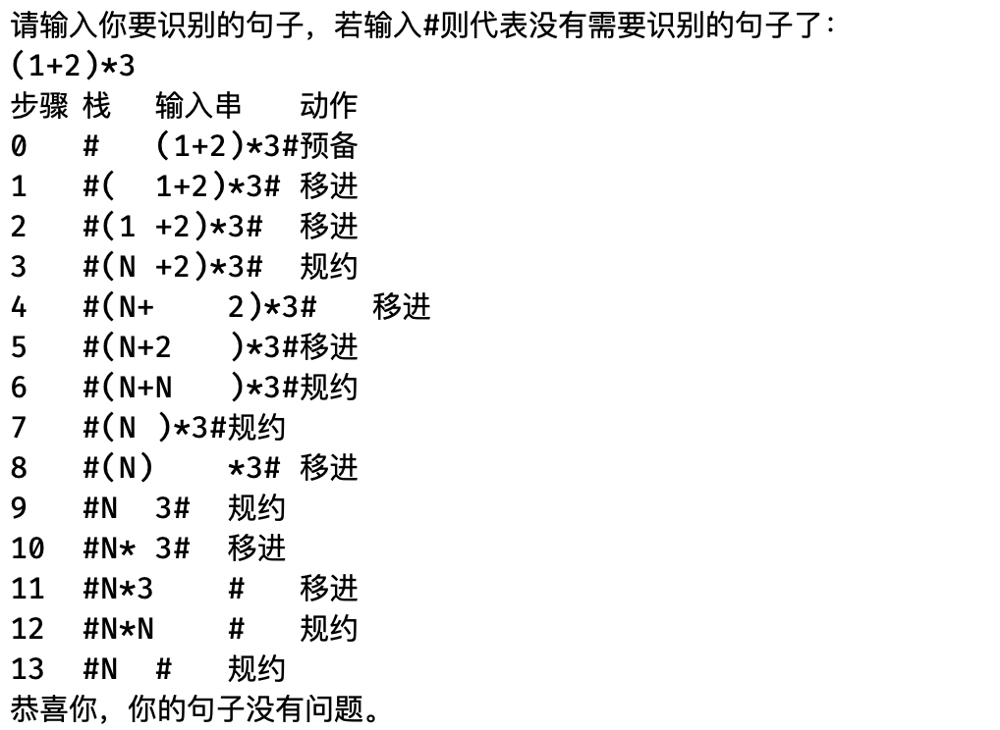 请输入你要识别的句子，若输入#则代表没有需要识别的句子了：
(1+2)*3
步骤 栈 输入串 动作
0 # (1+2)*3#预备
1 #( 1+2)*3# 移进
2 #(1 +2)*3# 移进
3 #(N +2)*3# 规约
4 #(N+ 2)*3# 移进
5 #(N+2 )*3#移进
6 #(N+N )*3#规约
7 #(N )*3#规约
8 #(N) *3# 移进
9 #N 3# 规约
10 #N* 3# 移进
11 #N*3 # 移进
12 #N*N # 规约
13 #N # 规约
恭喜你，你的句子没有问题。